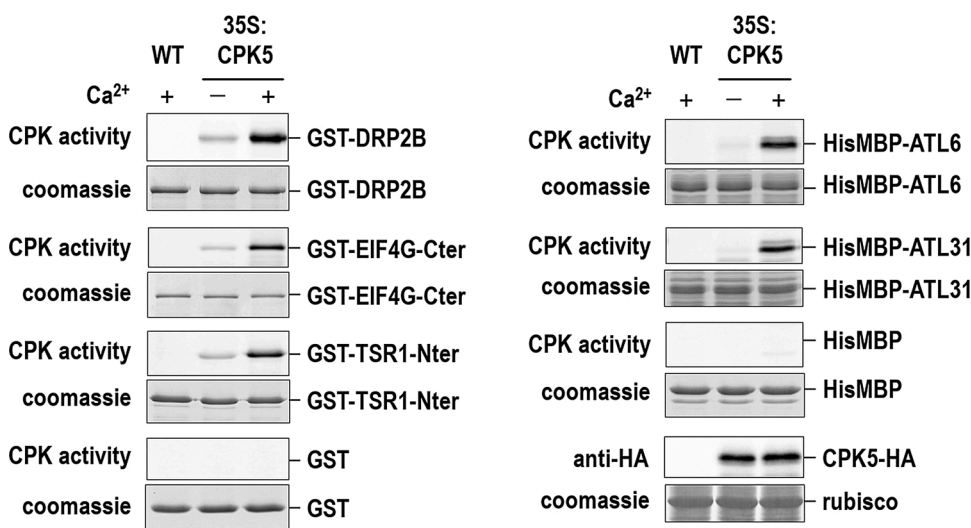 35S:
WT CPK5
Ca2+ + − +
CPK activity GST-DRP2B
coomassie GST-DRP2B
CPK activity GST-EIF4G-Cter
coomassie GST-EIF4G-Cter
CPK activity GST-TSR1-Nter
coomassie GST-TSR1-Nter
CPK activity GST
coomassie GST
35S:
WT CPK5
Ca2+ + − +
CPK activity HisMBP-ATL6
coomassie HisMBP-ATL6
CPK activity HisMBP-ATL31
coomassie HisMBP-ATL31
CPK activity HisMBP
coomassie HisMBP
anti-HA CPK5-HA
coomassie rubisco